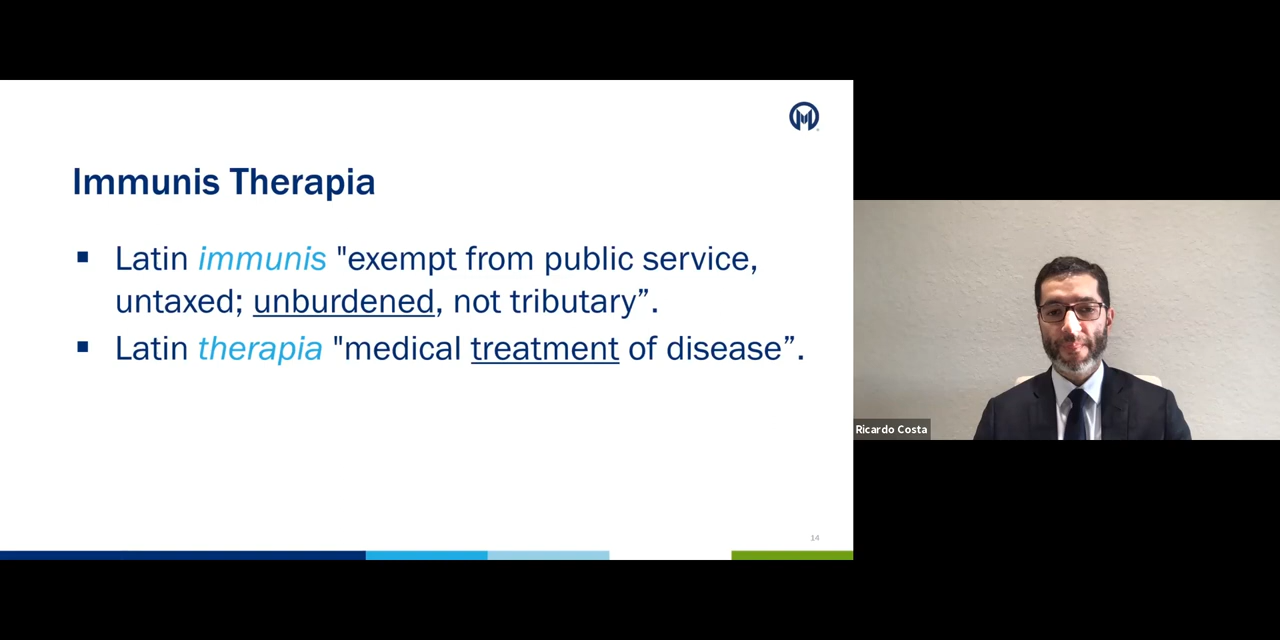 Immunis Therapia
▪ Latin immunis "exempt from public service,
untaxed; unburdened, not tributary”.
▪ Latin therapia "medical treatment of disease”.
14
Ricardo Costa